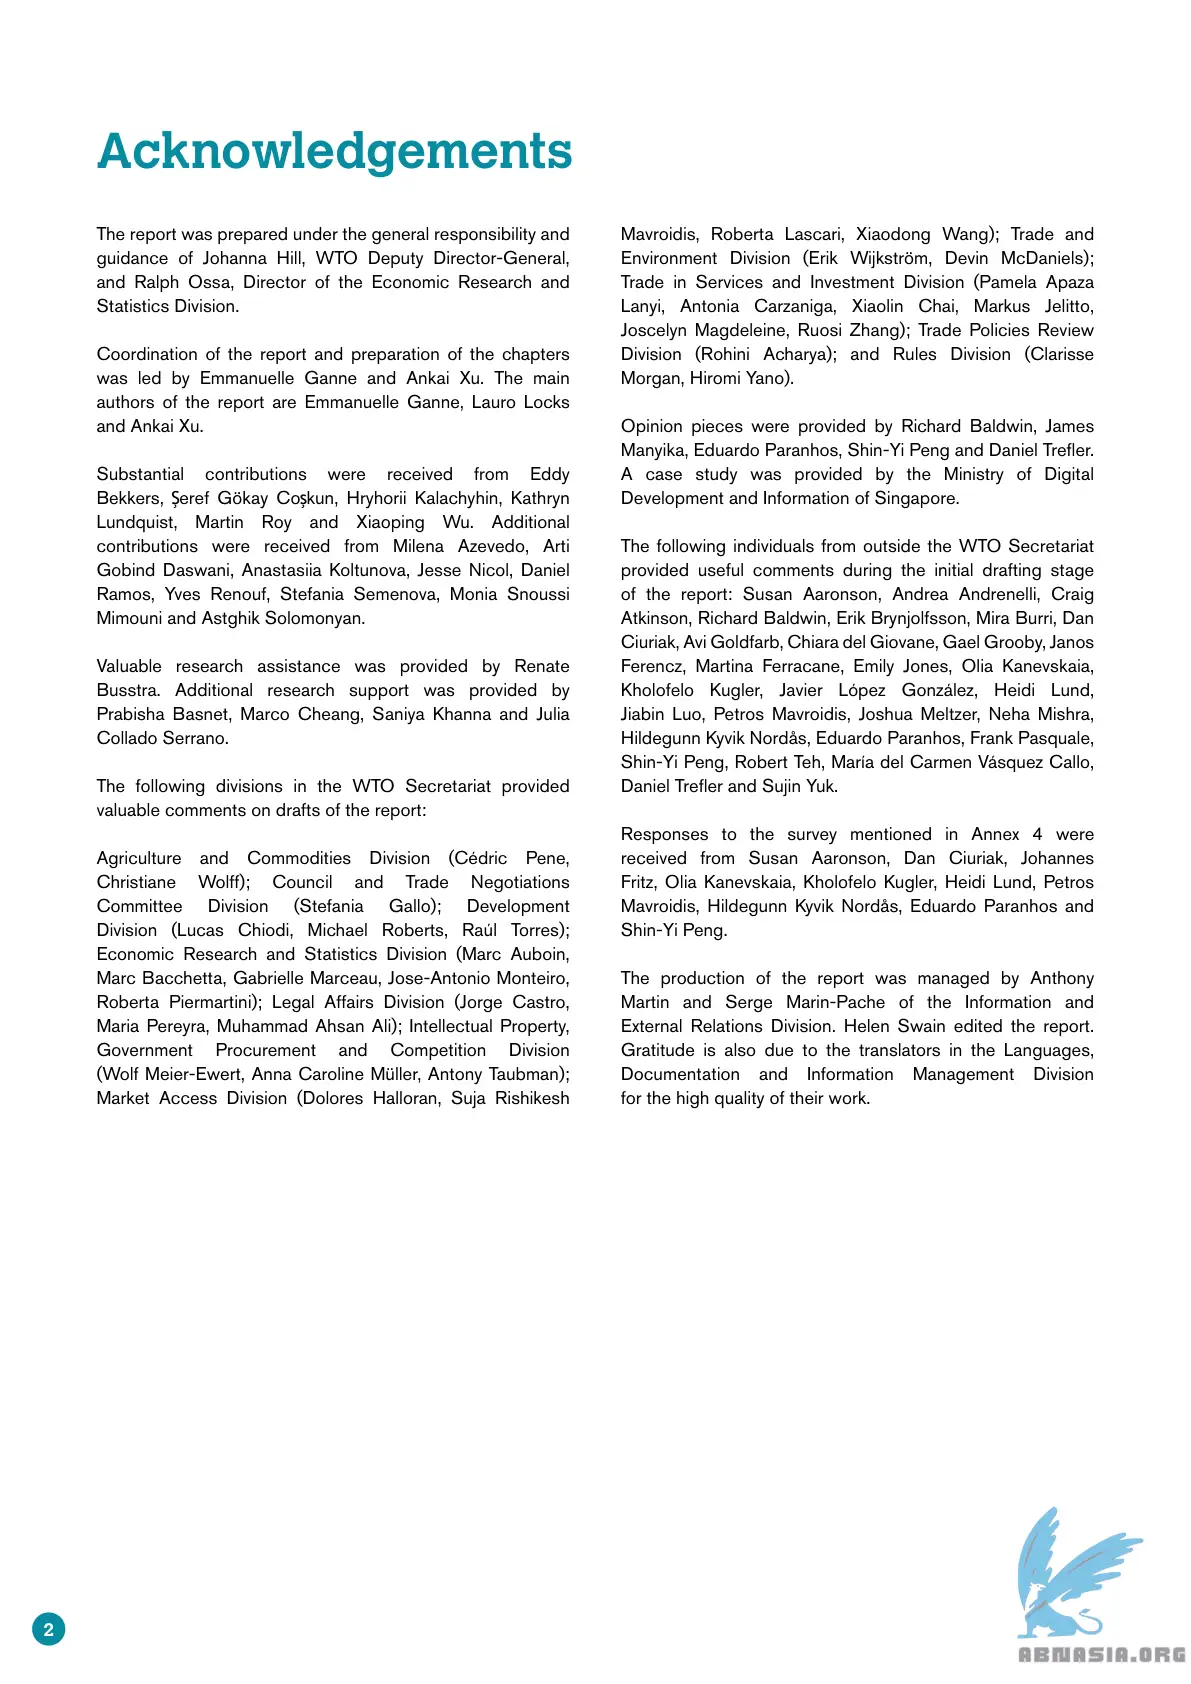 Acknowledgements
The report was prepared under the general responsibility and
guidance of Johanna Hill, WTO Deputy Director-General,
and Ralph Ossa, Director of the Economic Research and
Statistics Division.
Coordination of the report and preparation of the chapters
was led by Emmanuelle Ganne and Ankai Xu. The main
authors of the report are Emmanuelle Ganne, Lauro Locks
and Ankai Xu.
Substantial contributions were received from Eddy
Bekkers, Şeref Gökay Coşkun, Hryhorii Kalachyhin, Kathryn
Lundquist, Martin Roy and Xiaoping Wu. Additional
contributions were received from Milena Azevedo, Arti
Gobind Daswani, Anastasiia Koltunova, Jesse Nicol, Daniel
Ramos, Yves Renouf, Stefania Semenova, Monia Snoussi
Mimouni and Astghik Solomonyan.
Valuable research assistance was provided by Renate
Busstra. Additional research support was provided by
Prabisha Basnet, Marco Cheang, Saniya Khanna and Julia
Collado Serrano.
The following divisions in the WTO Secretariat provided
valuable comments on drafts of the report:
Agriculture and Commodities Division (Cédric Pene,
Christiane Wolff); Council and Trade Negotiations
Committee Division (Stefania Gallo); Development
Division (Lucas Chiodi, Michael Roberts, Raúl Torres);
Economic Research and Statistics Division (Marc Auboin,
Marc Bacchetta, Gabrielle Marceau, Jose-Antonio Monteiro,
Roberta Piermartini); Legal Affairs Division (Jorge Castro,
Maria Pereyra, Muhammad Ahsan Ali); Intellectual Property,
Government Procurement and Competition Division
(Wolf Meier-Ewert, Anna Caroline Müller, Antony Taubman);
Market Access Division (Dolores Halloran, Suja Rishikesh
Mavroidis, Roberta Lascari, Xiaodong Wang); Trade and
Environment Division (Erik Wijkström, Devin McDaniels);
Trade in Services and Investment Division (Pamela Apaza
Lanyi, Antonia Carzaniga, Xiaolin Chai, Markus Jelitto,
Joscelyn Magdeleine, Ruosi Zhang); Trade Policies Review
Division (Rohini Acharya); and Rules Division (Clarisse
Morgan, Hiromi Yano).
Opinion pieces were provided by Richard Baldwin, James
Manyika, Eduardo Paranhos, Shin-Yi Peng and Daniel Trefler.
A case study was provided by the Ministry of Digital
Development and Information of Singapore.
The following individuals from outside the WTO Secretariat
provided useful comments during the initial drafting stage
of the report: Susan Aaronson, Andrea Andrenelli, Craig
Atkinson, Richard Baldwin, Erik Brynjolfsson, Mira Burri, Dan
Ciuriak, Avi Goldfarb, Chiara del Giovane, Gael Grooby, Janos
Ferencz, Martina Ferracane, Emily Jones, Olia Kanevskaia,
Kholofelo Kugler, Javier López González, Heidi Lund,
Jiabin Luo, Petros Mavroidis, Joshua Meltzer, Neha Mishra,
Hildegunn Kyvik Nordås, Eduardo Paranhos, Frank Pasquale,
Shin-Yi Peng, Robert Teh, María del Carmen Vásquez Callo,
Daniel Trefler and Sujin Yuk.
Responses to the survey mentioned in Annex 4 were
received from Susan Aaronson, Dan Ciuriak, Johannes
Fritz, Olia Kanevskaia, Kholofelo Kugler, Heidi Lund, Petros
Mavroidis, Hildegunn Kyvik Nordås, Eduardo Paranhos and
Shin-Yi Peng.
The production of the report was managed by Anthony
Martin and Serge Marin-Pache of the Information and
External Relations Division. Helen Swain edited the report.
Gratitude is also due to the translators in the Languages,
Documentation and Information Management Division
for the high quality of their work.
2
ABNASIA.ORG